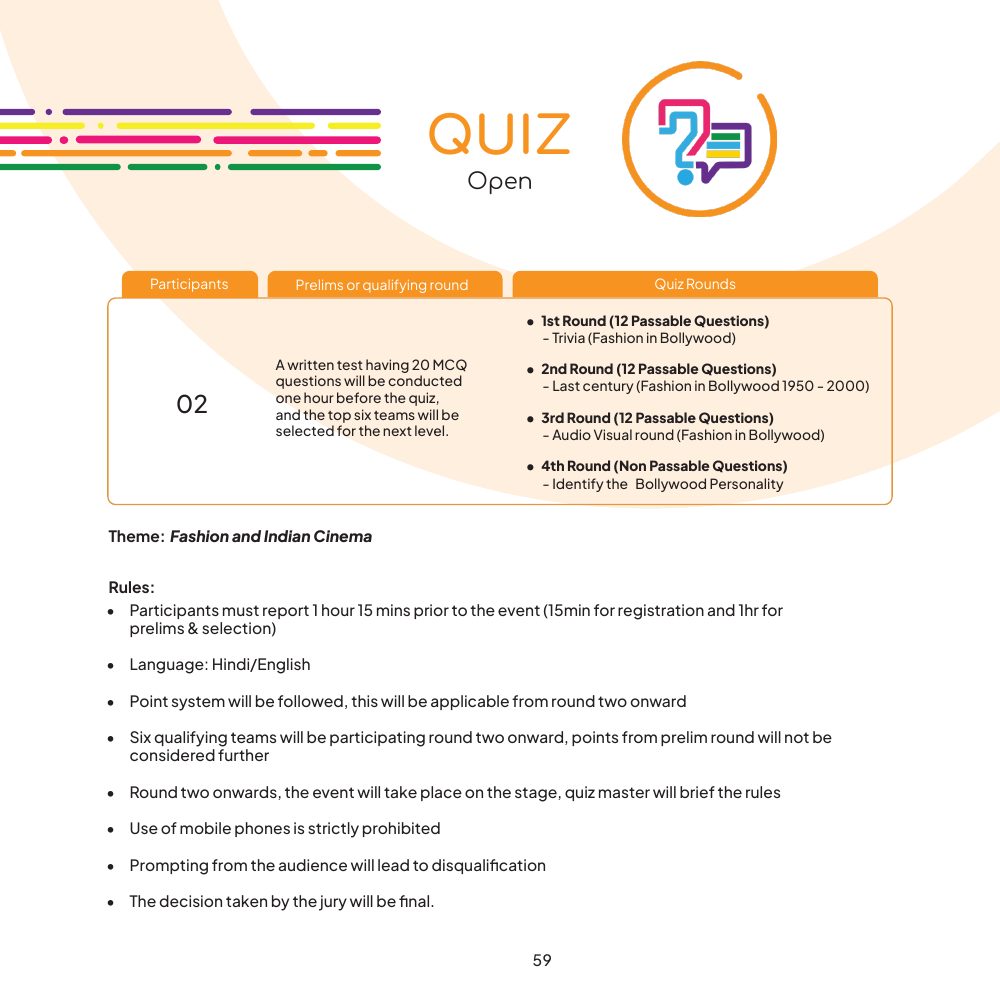 QUIZ
Open
Participants
Prelims or qualifying round
Quiz Rounds
02
A written test having 20 MCQ
questions will be conducted
one hour before the quiz,
and the top six teams will be
selected for the next level.
• 1st Round (12 Passable Questions)
- Trivia (Fashion in Bollywood)
• 2nd Round (12 Passable Questions)
- Last century (Fashion in Bollywood 1950 - 2000)
• 3rd Round (12 Passable Questions)
- Audio Visual round (Fashion in Bollywood)
• 4th Round (Non Passable Questions)
- Identify the Bollywood Personality
Theme: Fashion and Indian Cinema
Rules:
• Participants must report 1 hour 15 mins prior to the event (15min for registration and 1hr for
prelims & selection)
• Language: Hindi/English
• Point system will be followed, this will be applicable from round two onward
• Six qualifying teams will be participating round two onward, points from prelim round will not be
considered further
• Round two onwards, the event will take place on the stage, quiz master will brief the rules
• Use of mobile phones is strictly prohibited
• Prompting from the audience will lead to disqualification
• The decision taken by the jury will be final.
59